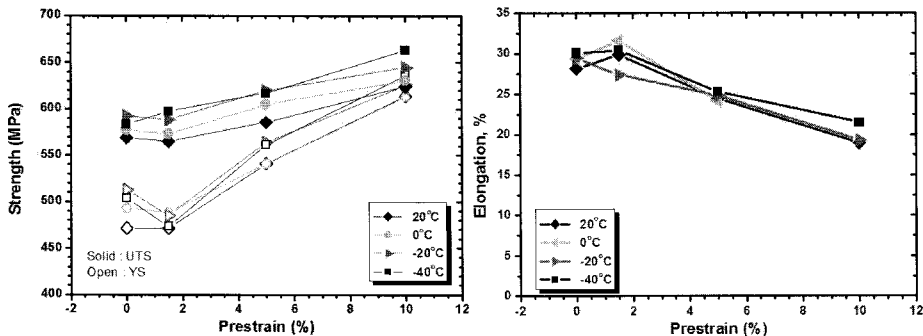 700
650
600
550
500
450
400
Strength (MPa)
-2 0 2 4 6 8 10 12
Prestrain (%)
Solid : UTS
Open : YS
20°C
0°C
-20°C
-40°C
35
30
25
20
15
10
5
0
Elongation, %
-2 0 2 4 6 8 10 12
Prestrain (%)
20°C
0°C
-20°C
-40°C